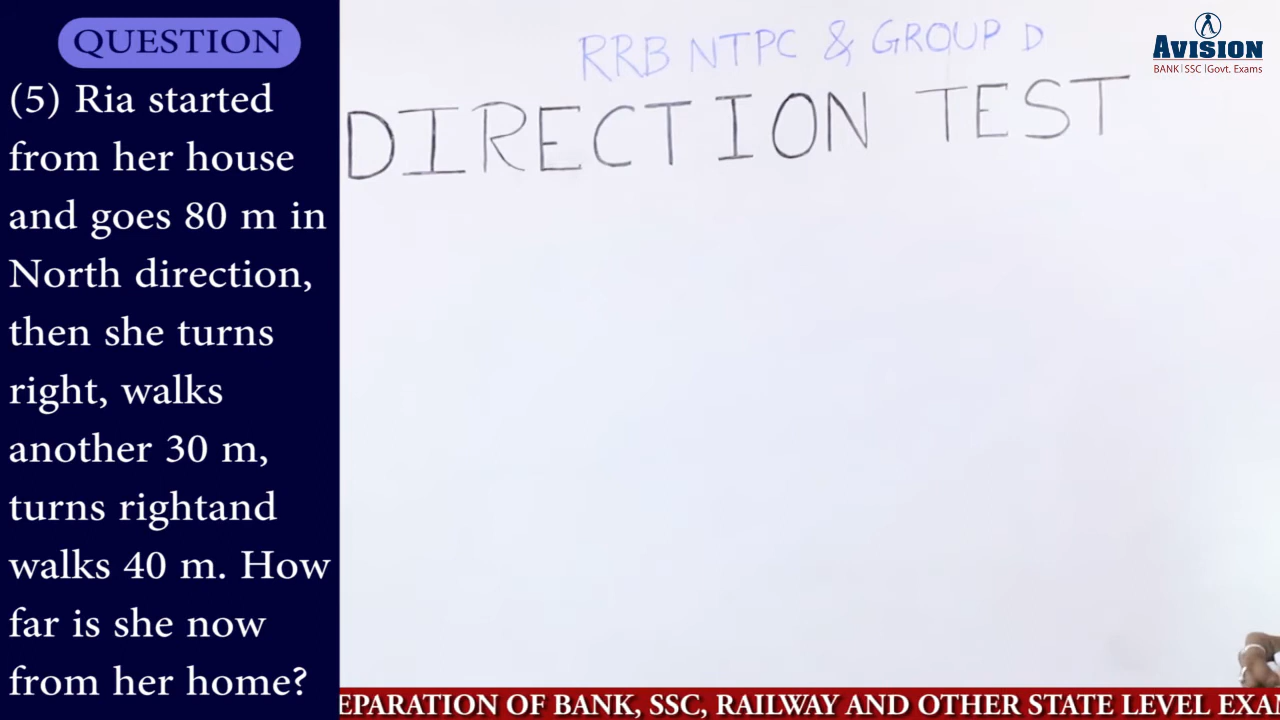 QUESTION
(5) Ria started
from her house
and goes 80 m in
North direction,
then she turns
right, walks
another 30 m,
turns rightand
walks 40 m. How
far is she now
from her home?
RRB NTPC & GROUP D
DIRECTION TEST
AVISION
BANK|SSC|Govt. Exams
EPARATION OF BANK, SSC, RAILWAY AND OTHER STATE LEVEL EXA